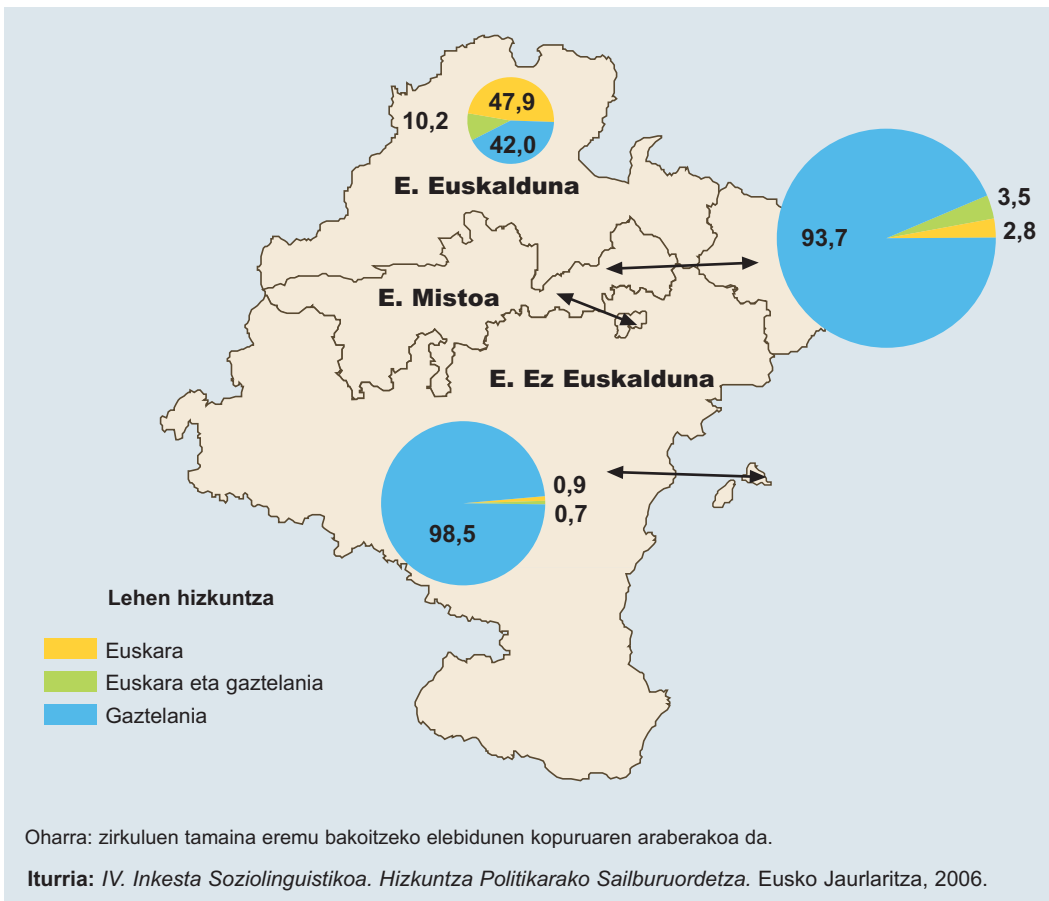 47,9
10,2
42,0
E. Euskalduna
3,5
93,7
2,8
E. Mistoa
E. Ez Euskalduna
0,9
0,7
98,5
Lehen hizkuntza
Euskara
Euskara eta gaztelania
Gaztelania
Oharra: zirkuluen tamaina eremu bakoitzeko elebidunen kopuruaren araberakoa da.
Iturria: IV. Inkesta Soziolinguistikoa. Hizkuntza Politikarako Sailburuordetza. Eusko Jaurlaritza, 2006.